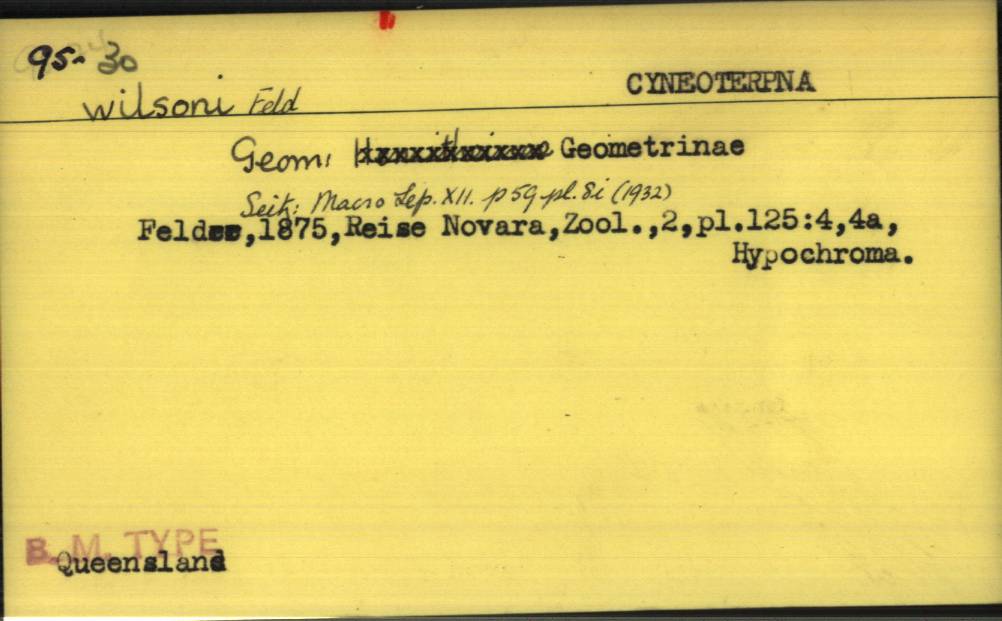 95-30
CYNEOTERPNA
wilsoni Feld
Geom: Geometrinae
Seitz: Macro Lep. XII. p 59 pl. 8i (1932)
Feld,1875,Reise Novara,Zool.,2,pl.125:4,4a,
Hypochroma.
B.M. TYPE
Queensland